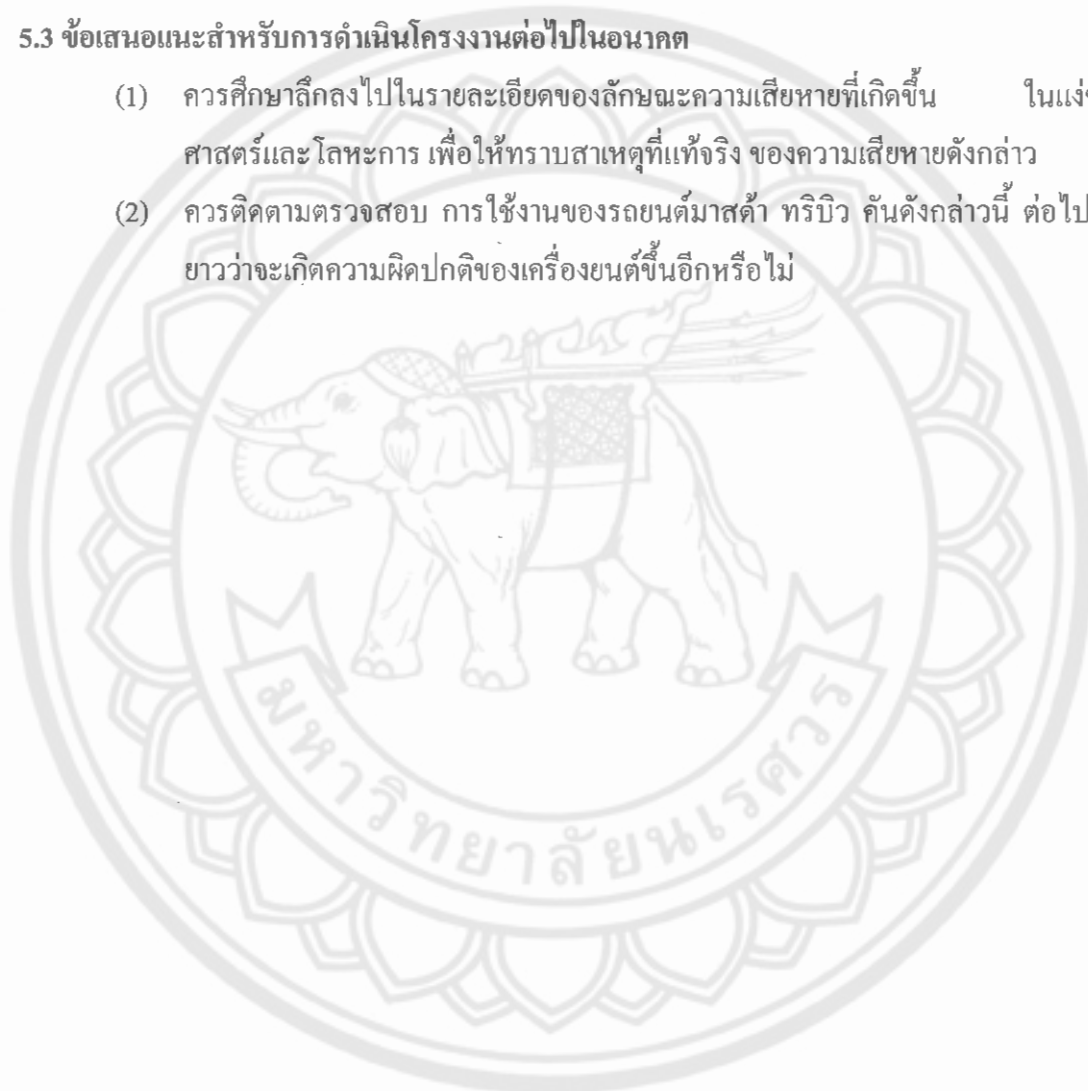 5.3 ข้อเสนอแนะสำหรับการดำเนินโครงงานต่อไปในอนาคต
(1) ควรศึกษาลึกลงไปในรายละเอียดของลักษณะความเสียหายที่เกิดขึ้น ในแง่
ศาสตร์และโลหะการ เพื่อให้ทราบสาเหตุที่แท้จริง ของความเสียหายดังกล่าว
(2) ควรติดตามตรวจสอบ การใช้งานของรถยนต์มาสด้า ทริบิว คันดังกล่าวนี้ ต่อไป
ยาวว่าจะเกิดความผิดปกติของเครื่องยนต์ขึ้นอีกหรือไม่
มหาวิทยาลัยนเรศวร